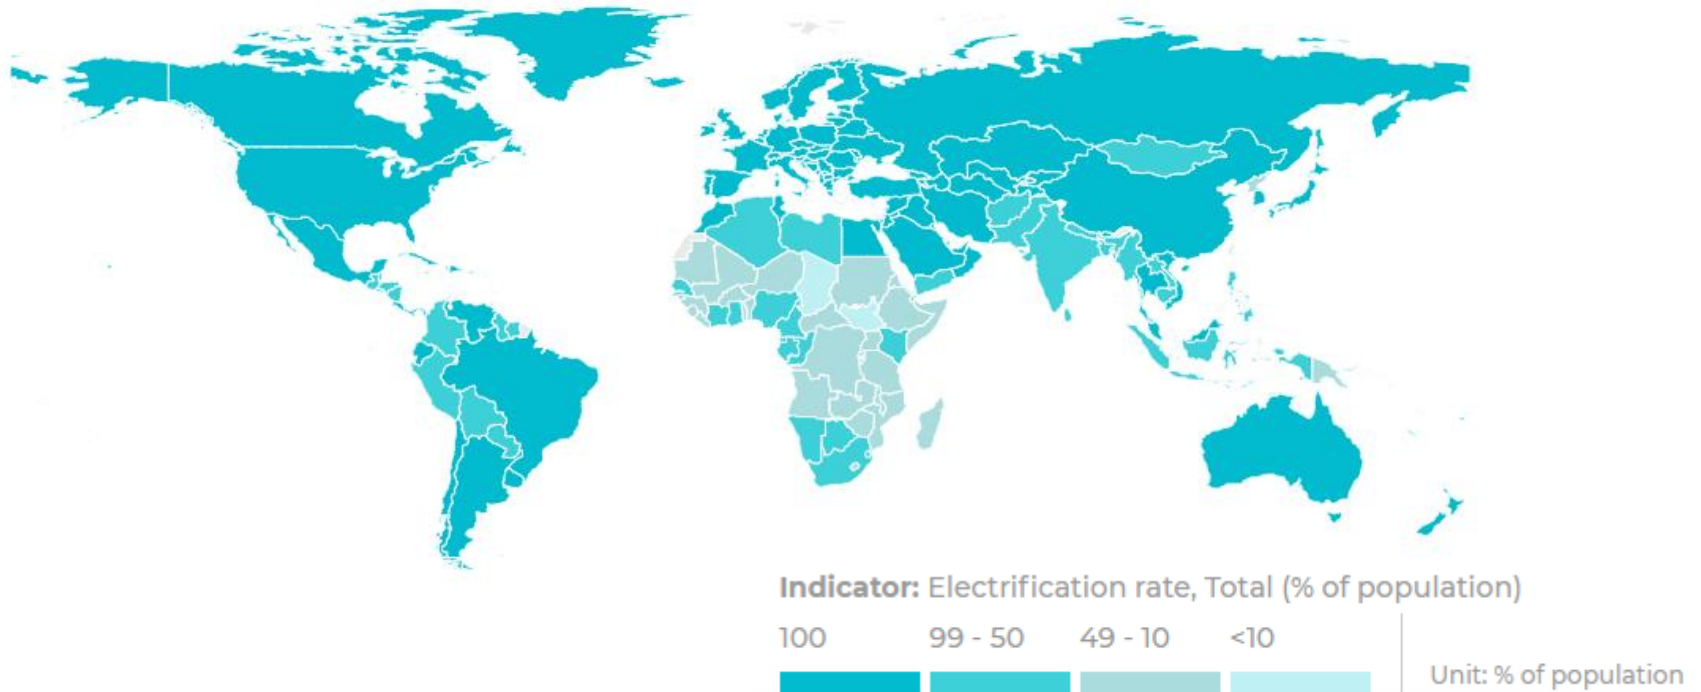 Indicator: Electrification rate, Total (% of population)
100 99 - 50 49 - 10 <10
Unit: % of population